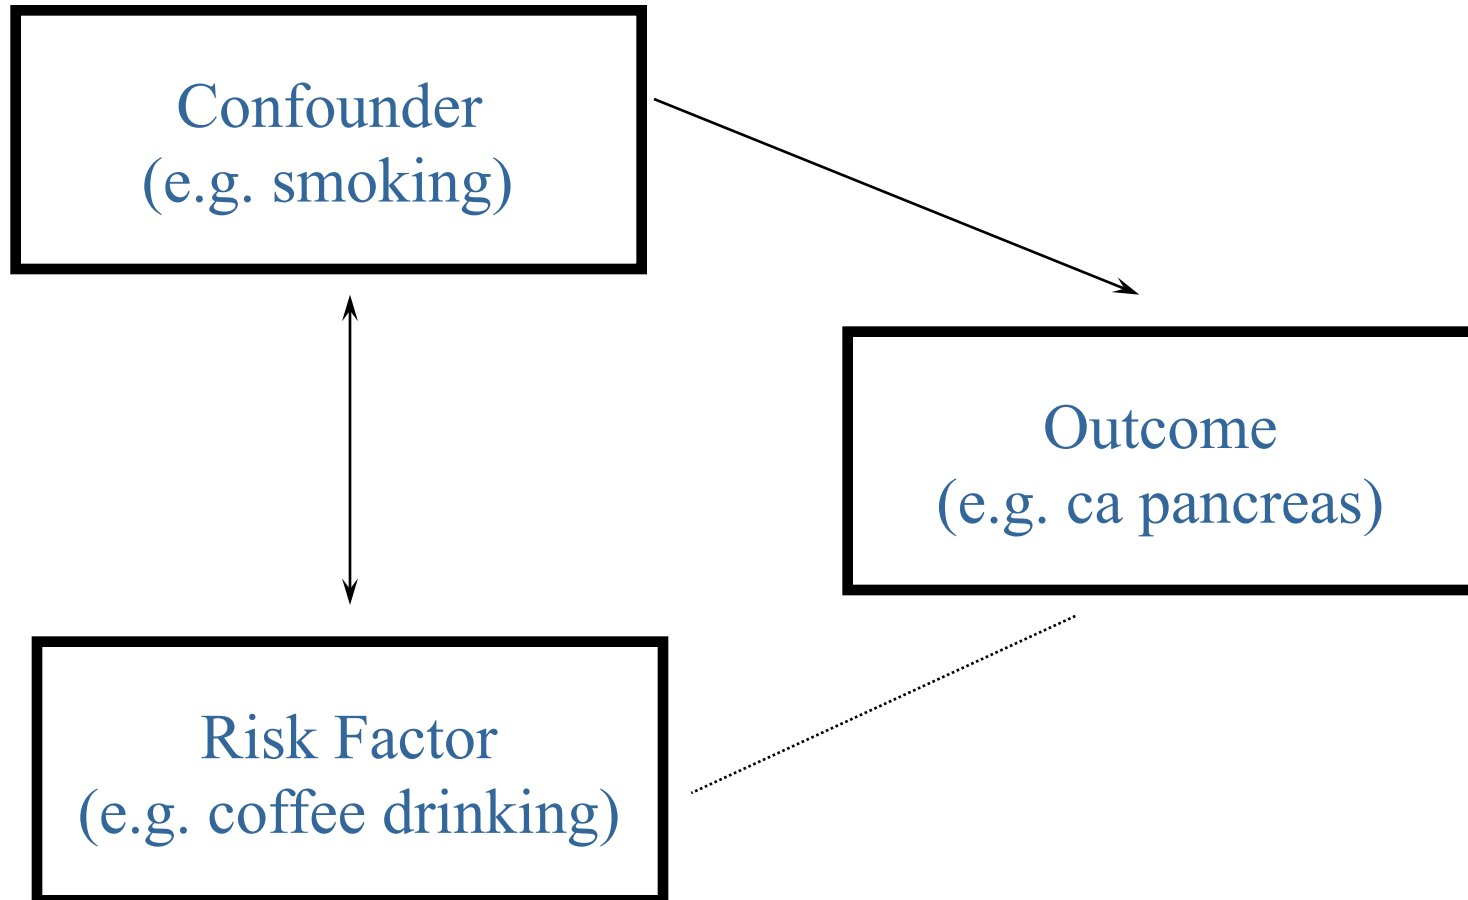 Confounder
(e.g. smoking)
Outcome
(e.g. ca pancreas)
Risk Factor
(e.g. coffee drinking)